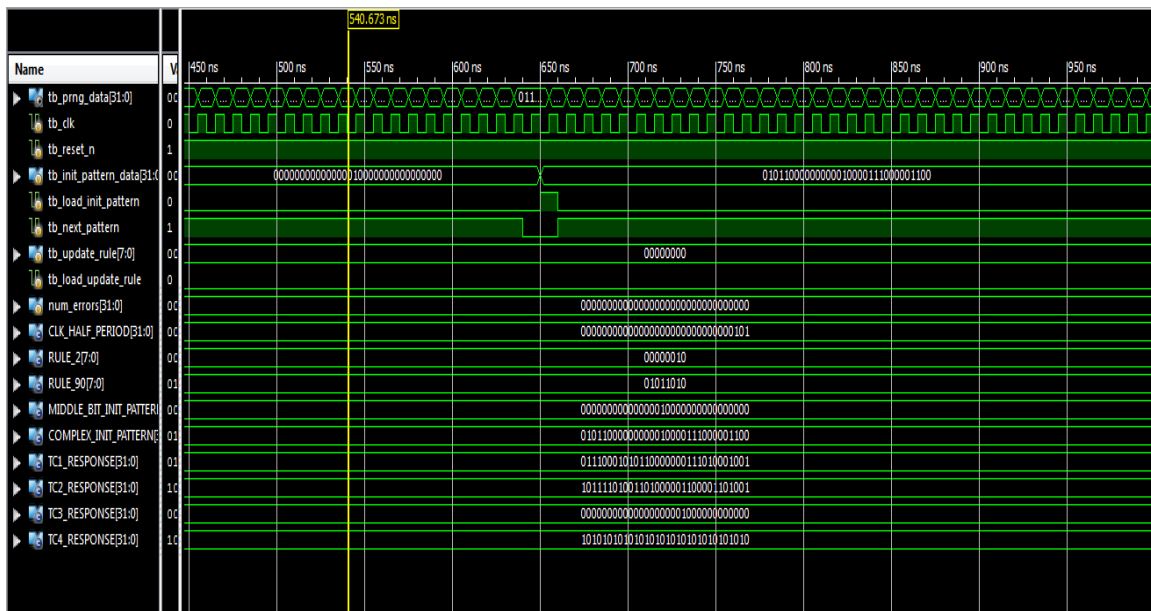 540.673 ns
Name V
450 ns 500 ns 550 ns 600 ns 650 ns 700 ns 750 ns 800 ns 850 ns 900 ns 950 ns
tb_prng_data[31:0] 00 011...
tb_clk 0
tb_reset_n 1
tb_init_pattern_data[31:0 00 00000000000000010000000000000000
tb_load_init_pattern 0
tb_next_pattern 1
tb_update_rule[7:0] 00 00000000
tb_load_update_rule 0
num_errors[31:0] 00 00000000000000000000000000000000
CLK_HALF_PERIOD[31:0] 00 00000000000000000000000000000101
RULE_2[7:0] 00 00000010
RULE_90[7:0] 01 01011010
MIDDLE_BIT_INIT_PATTERI 00 00000000000000010000000000000000
COMPLEX_INIT_PATTERN[3 01
TC1_RESPONSE[31:0] 01 01110001010110000000111010001001
TC2_RESPONSE[31:0] 10 10111101001101000001100001101001
TC3_RESPONSE[31:0] 00 00000000000000000001000000000000
TC4_RESPONSE[31:0] 10 10101010101010101010101010101010